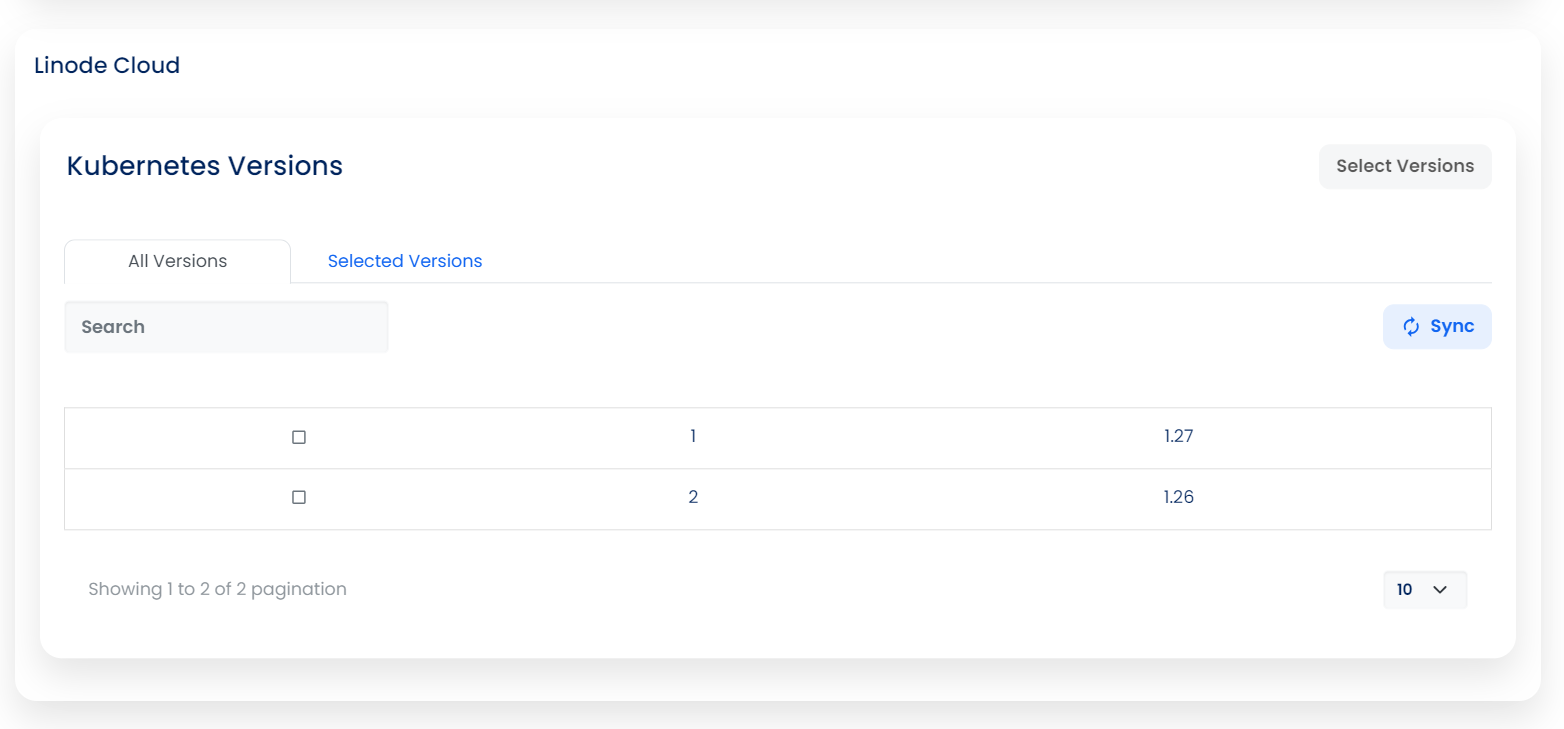 Linode Cloud
Kubernetes Versions
Select Versions
All Versions
Selected Versions
Search
Sync
1 1.27
2 1.26
Showing 1 to 2 of 2 pagination
10